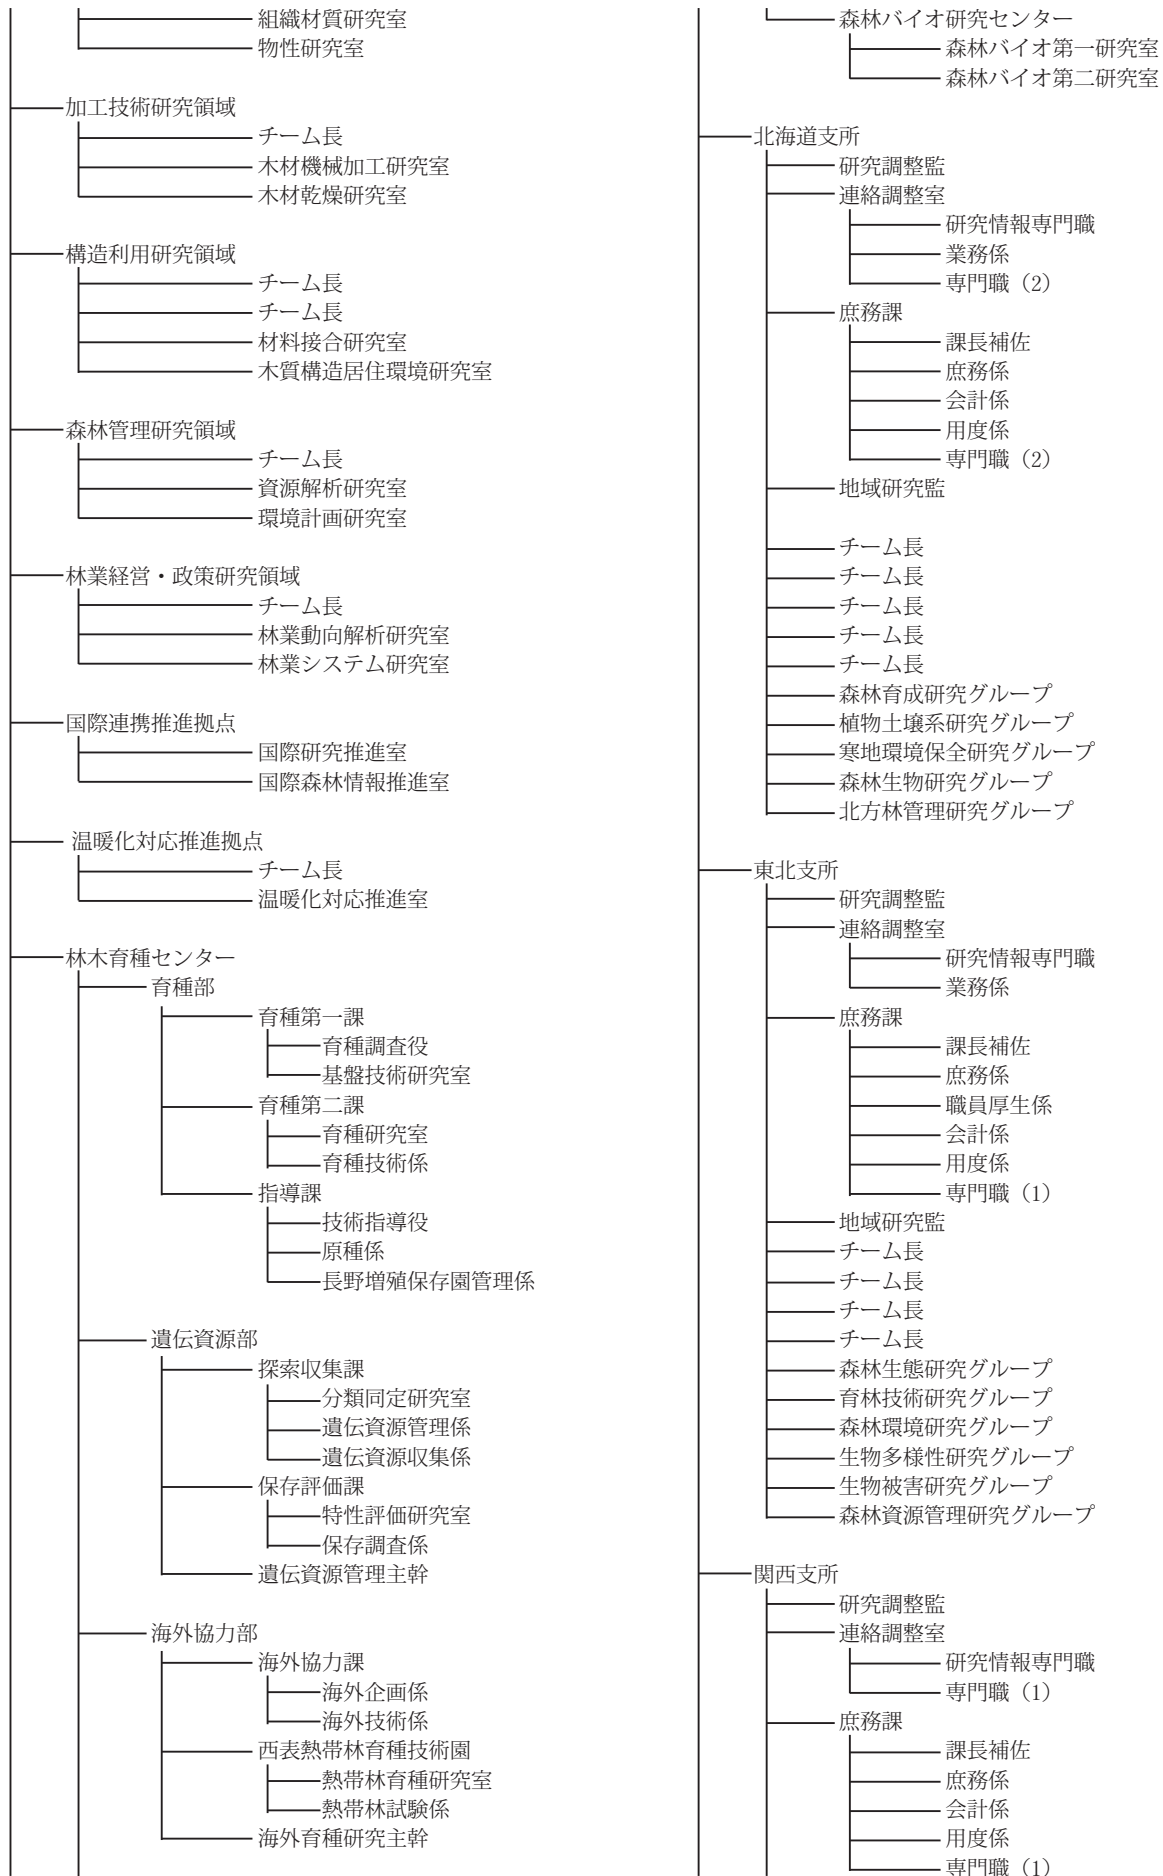 組織材質研究室
物性研究室
加工技術研究領域
チーム長
木材機械加工研究室
木材乾燥研究室
構造利用研究領域
チーム長
チーム長
材料接合研究室
木質構造居住環境研究室
森林管理研究領域
チーム長
資源解析研究室
環境計画研究室
林業経営・政策研究領域
チーム長
林業動向解析研究室
林業システム研究室
国際連携推進拠点
国際研究推進室
国際森林情報推進室
温暖化対応推進拠点
チーム長
温暖化対応推進室
林木育種センター
育種部
育種第一課
育種調査役
基盤技術研究室
育種第二課
育種研究室
育種技術係
指導課
技術指導役
原種係
長野増殖保存園管理係
遺伝資源部
探索収集課
分類同定研究室
遺伝資源管理係
遺伝資源収集係
保存評価課
特性評価研究室
保存調査係
遺伝資源管理主幹
海外協力部
海外協力課
海外企画係
海外技術係
西表熱帯林育種技術園
熱帯林育種研究室
熱帯林試験係
海外育種研究主幹
森林バイオ研究センター
森林バイオ第一研究室
森林バイオ第二研究室
北海道支所
研究調整監
連絡調整室
研究情報専門職
業務係
専門職（2）
庶務課
課長補佐
庶務係
会計係
用度係
専門職（2）
地域研究監
チーム長
チーム長
チーム長
チーム長
チーム長
森林育成研究グループ
植物土壌系研究グループ
寒地環境保全研究グループ
森林生物研究グループ
北方林管理研究グループ
東北支所
研究調整監
連絡調整室
研究情報専門職
業務係
庶務課
課長補佐
庶務係
職員厚生係
会計係
用度係
専門職（1）
地域研究監
チーム長
チーム長
チーム長
チーム長
森林生態研究グループ
育林技術研究グループ
森林環境研究グループ
生物多様性研究グループ
生物被害研究グループ
森林資源管理研究グループ
関西支所
研究調整監
連絡調整室
研究情報専門職
専門職（1）
庶務課
課長補佐
庶務係
会計係
用度係
専門職（1）